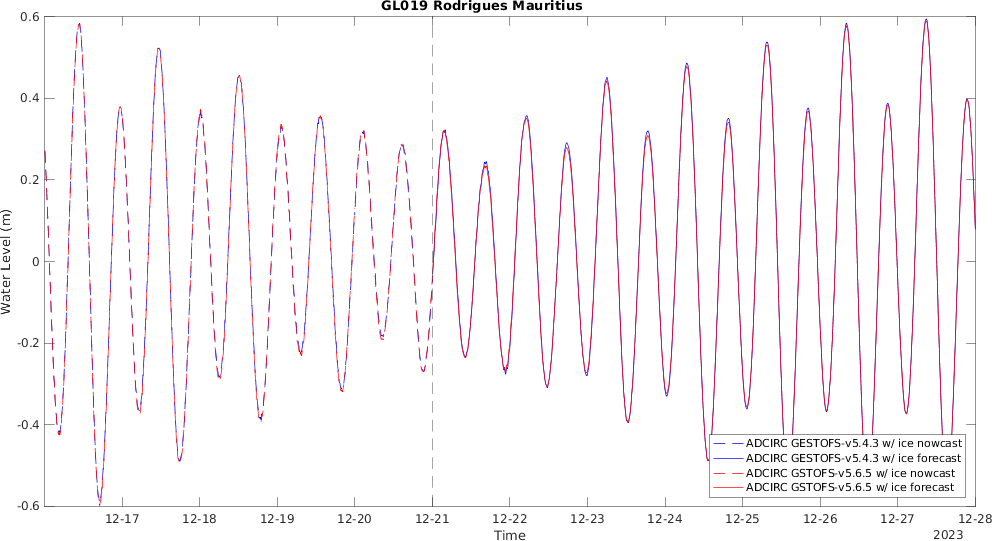 GL019 Rodrigues Mauritius
0.6
0.4
0.2
0
-0.2
-0.4
-0.6
Water Level (m)
ADCIRC GESTOFS-v5.4.3 w/ ice nowcast
ADCIRC GESTOFS-v5.4.3 w/ ice forecast
ADCIRC GSTOFS-v5.6.5 w/ ice nowcast
ADCIRC GSTOFS-v5.6.5 w/ ice forecast
12-17 12-18 12-19 12-20 12-21 12-22 12-23 12-24 12-25 12-26 12-27 12-28
Time
2023